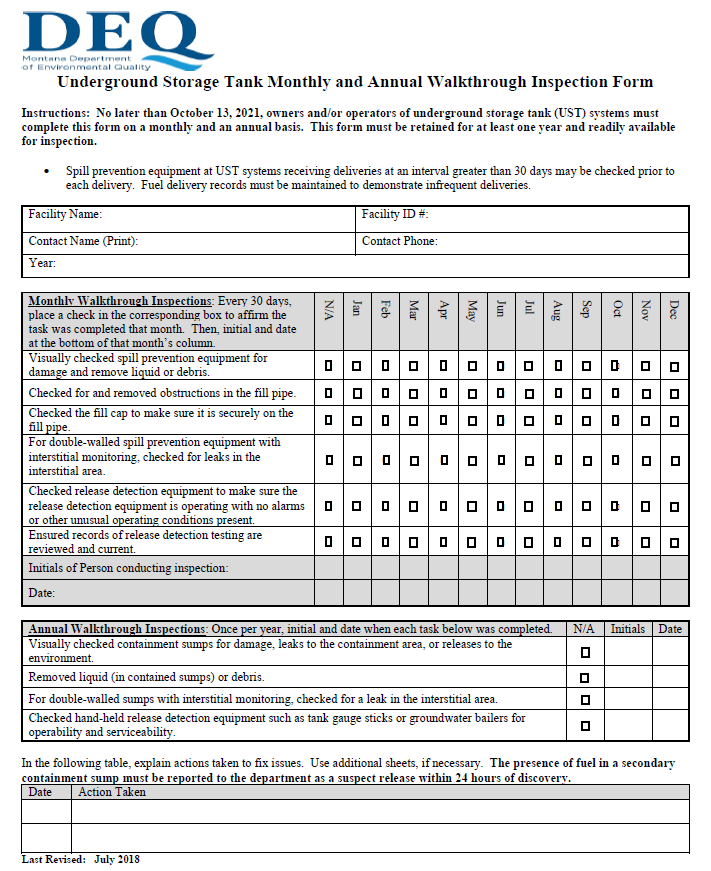 DEQ
Montana Department
of Environmental Quality
Underground Storage Tank Monthly and Annual Walkthrough Inspection Form
Instructions: No later than October 13, 2021, owners and/or operators of underground storage tank (UST) systems must
complete this form on a monthly and an annual basis. This form must be retained for at least one year and readily available
for inspection.
• Spill prevention equipment at UST systems receiving deliveries at an interval greater than 30 days may be checked prior to
each delivery. Fuel delivery records must be maintained to demonstrate infrequent deliveries.
Facility Name: Facility ID #:
Contact Name (Print): Contact Phone:
Year:
Monthly Walkthrough Inspections: Every 30 days,
place a check in the corresponding box to affirm the
task was completed that month. Then, initial and date
at the bottom of that month's column.
N/A Jan Feb Mar Apr May Jun Jul Aug Sep Oct Nov Dec
Visually checked spill prevention equipment for
damage and remove liquid or debris.
Checked for and removed obstructions in the fill pipe.
Checked the fill cap to make sure it is securely on the
fill pipe.
For double-walled spill prevention equipment with
interstitial monitoring, checked for leaks in the
interstitial area.
Checked release detection equipment to make sure the
release detection equipment is operating with no alarms
or other unusual operating conditions present.
Ensured records of release detection testing are
reviewed and current.
Initials of Person conducting inspection:
Date:
Annual Walkthrough Inspections: Once per year, initial and date when each task below was completed. N/A Initials Date
Visually checked containment sumps for damage, leaks to the containment area, or releases to the
environment.
Removed liquid (in contained sumps) or debris.
For double-walled sumps with interstitial monitoring, checked for a leak in the interstitial area.
Checked hand-held release detection equipment such as tank gauge sticks or groundwater bailers for
operability and serviceability.
In the following table, explain actions taken to fix issues. Use additional sheets, if necessary. The presence of fuel in a secondary
containment sump must be reported to the department as a suspect release within 24 hours of discovery.
Date Action Taken
Last Revised: July 2018